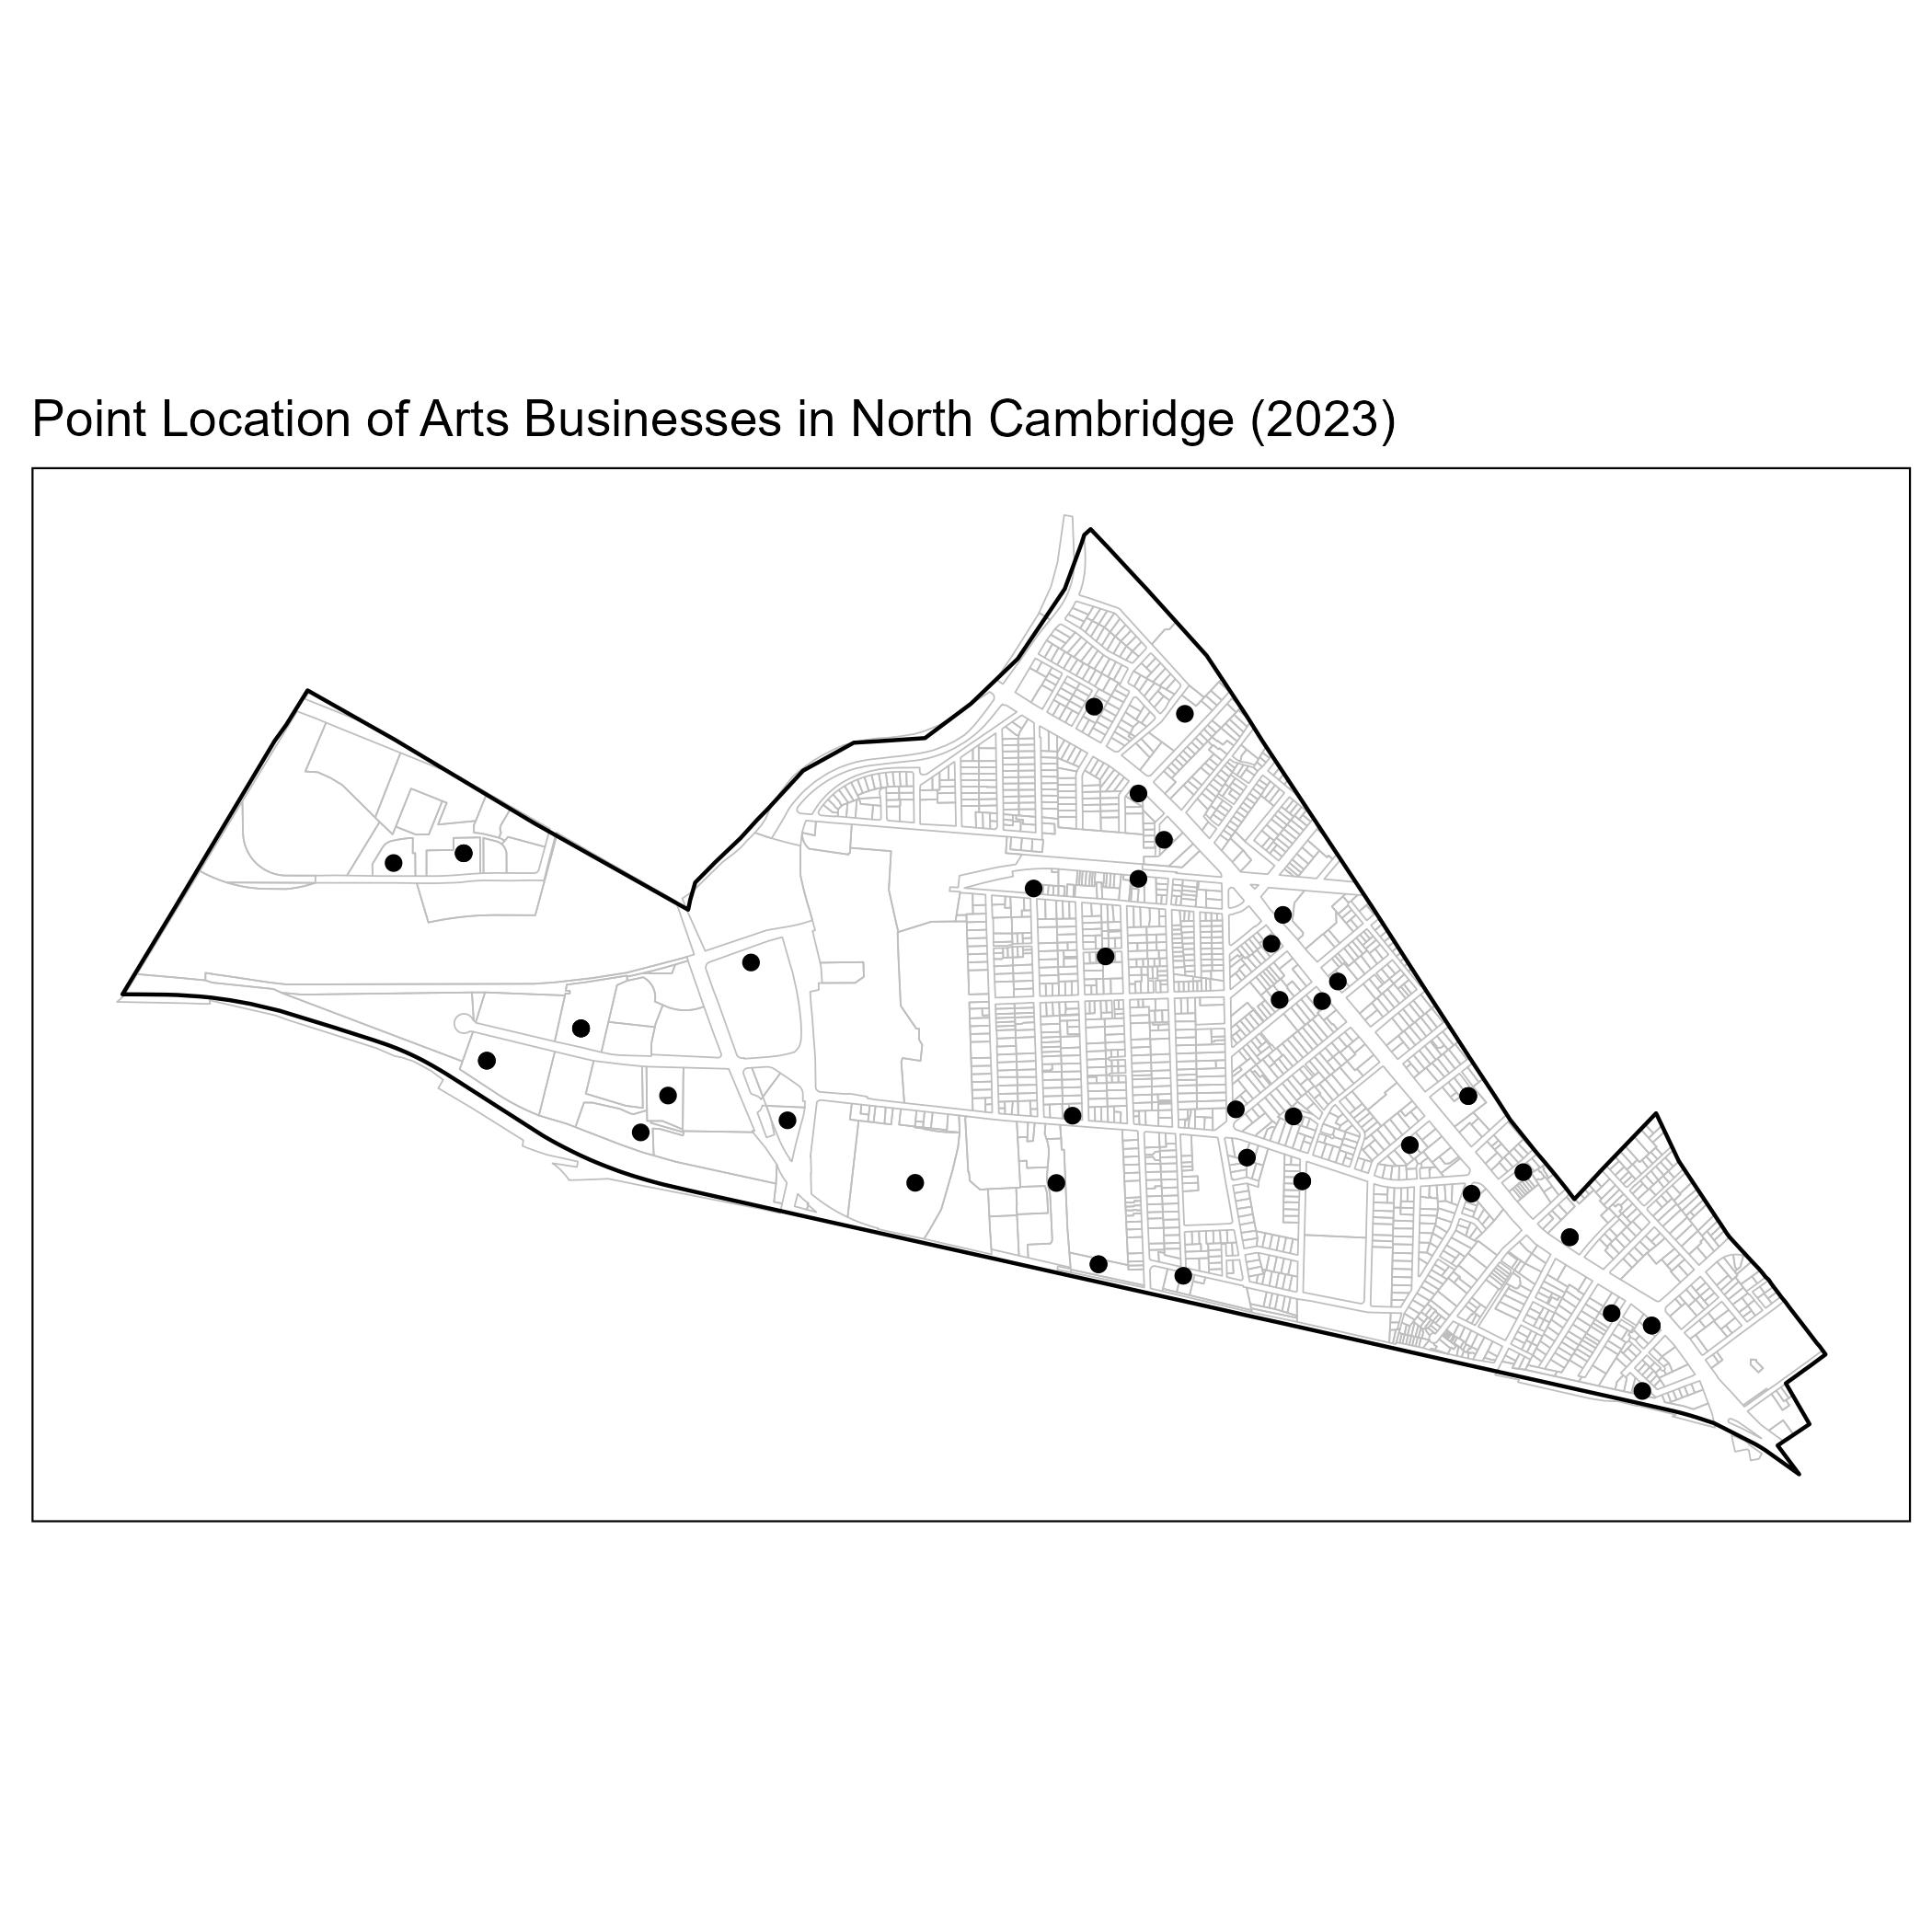 Point Location of Arts Businesses in North Cambridge (2023)